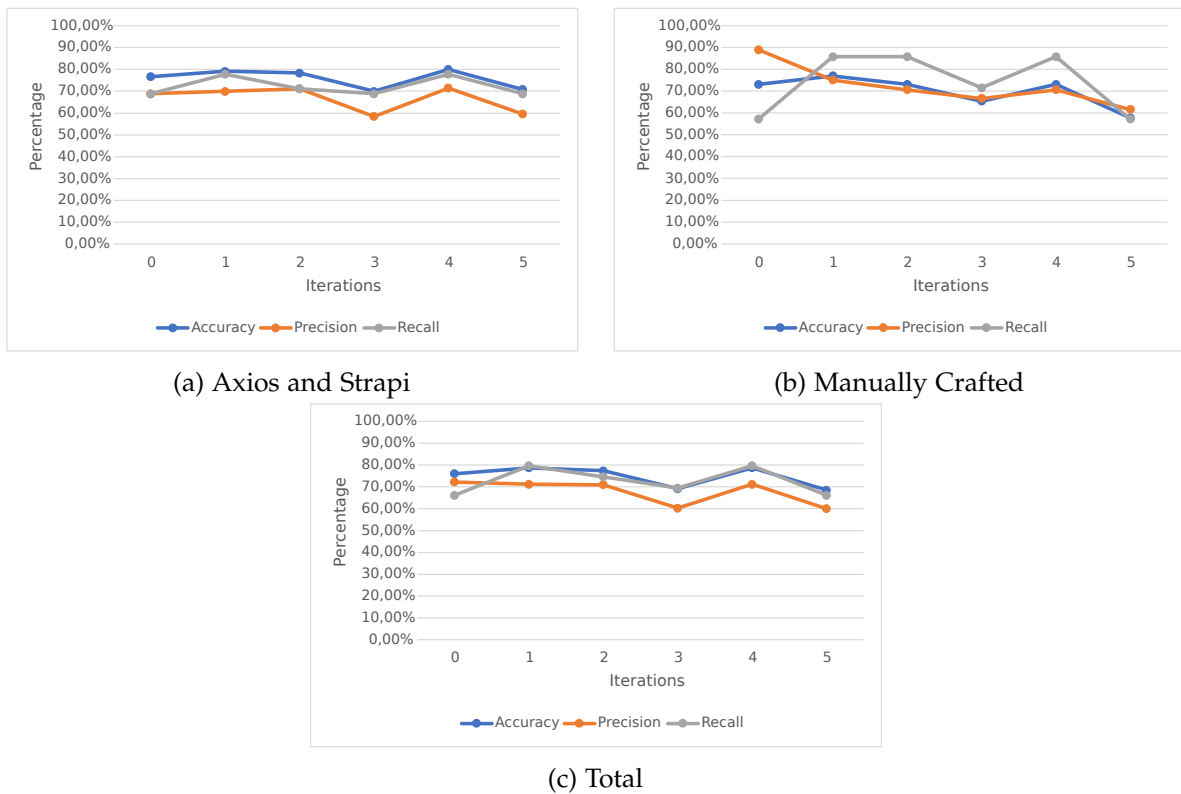 100,00%
90,00%
80,00%
70,00%
60,00%
50,00%
40,00%
30,00%
20,00%
10,00%
0,00%
Percentage
0 1 2 3 4 5
Iterations
Accuracy Precision Recall
(a) Axios and Strapi
100,00%
90,00%
80,00%
70,00%
60,00%
50,00%
40,00%
30,00%
20,00%
10,00%
0,00%
Percentage
0 1 2 3 4 5
Iterations
Accuracy Precision Recall
(b) Manually Crafted
100,00%
90,00%
80,00%
70,00%
60,00%
50,00%
40,00%
30,00%
20,00%
10,00%
0,00%
Percentage
0 1 2 3 4 5
Iterations
Accuracy Precision Recall
(c) Total